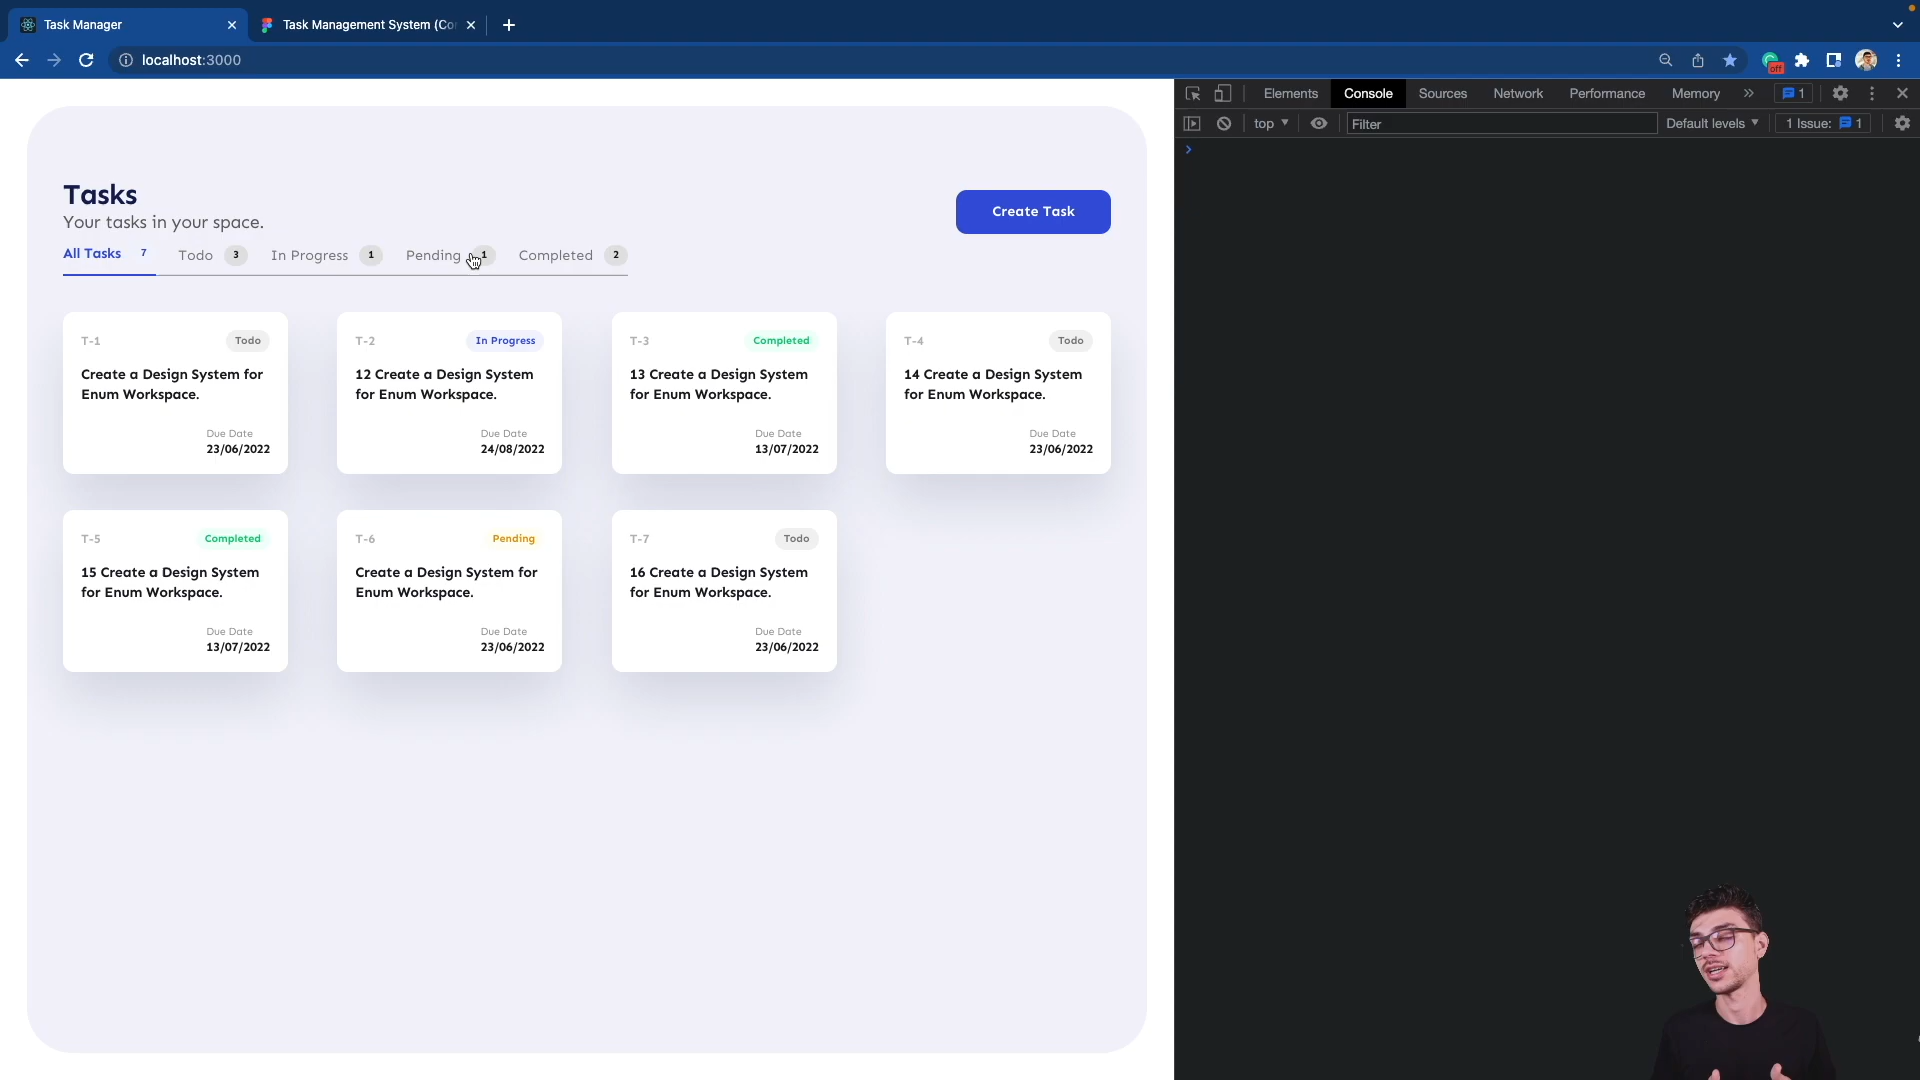 Task Manager
Task Management System (Co
localhost:3000
off
Elements Console Sources Network Performance Memory 1
top Filter Default levels 1 Issue: 1
Tasks
Your tasks in your space.
Create Task
All Tasks 7 Todo 3 In Progress 1 Pending 1 Completed 2
T-1 Todo
Create a Design System for
Enum Workspace.
Due Date
23/06/2022
T-2 In Progress
12 Create a Design System
for Enum Workspace.
Due Date
24/08/2022
T-3 Completed
13 Create a Design System
for Enum Workspace.
Due Date
13/07/2022
T-4 Todo
14 Create a Design System
for Enum Workspace.
Due Date
23/06/2022
T-5 Completed
15 Create a Design System
for Enum Workspace.
Due Date
13/07/2022
T-6 Pending
Create a Design System for
Enum Workspace.
Due Date
23/06/2022
T-7 Todo
16 Create a Design System
for Enum Workspace.
Due Date
23/06/2022